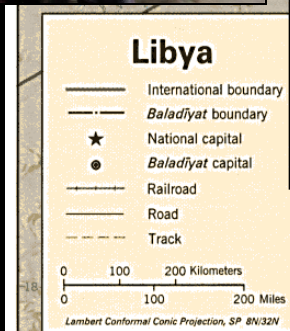 Libya
International boundary
Baladīyat boundary
National capital
Baladīyat capital
Railroad
Road
Track
0 100 200 Kilometers
0 100 200 Miles
Lambert Conformal Conic Projection, SP 8N/32N
18